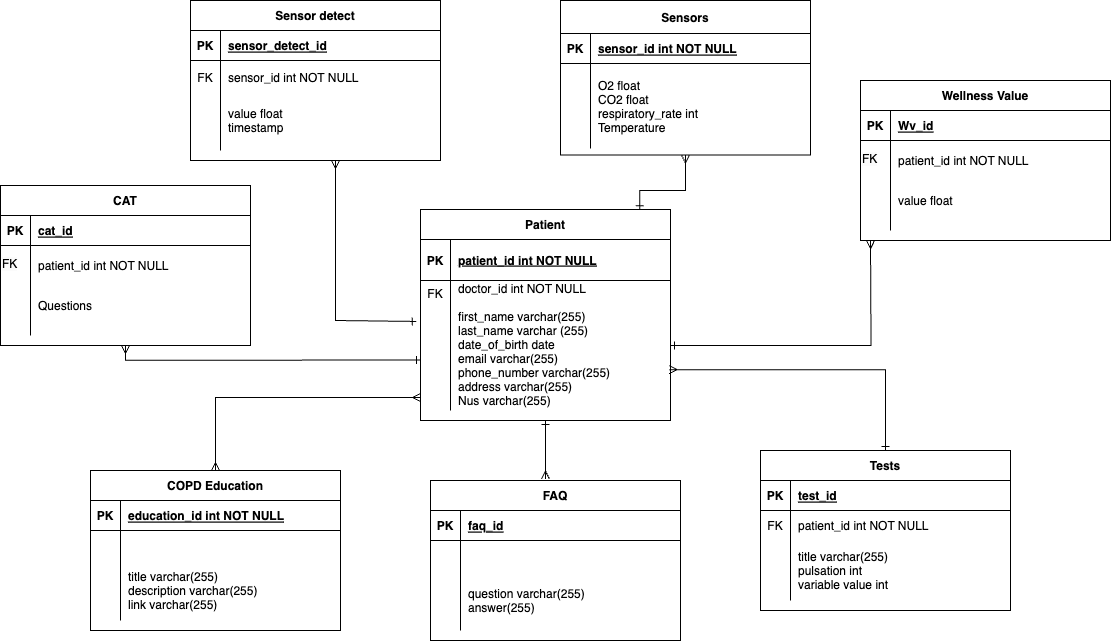 Sensor detect
PK sensor_detect_id
FK sensor_id int NOT NULL
value float
timestamp
Sensors
PK sensor_id int NOT NULL
O2 float
CO2 float
respiratory_rate int
Temperature
Wellness Value
PK Wv_id
FK patient_id int NOT NULL
value float
CAT
PK cat_id
FK patient_id int NOT NULL
Questions
Patient
PK patient_id int NOT NULL
FK doctor_id int NOT NULL
first_name varchar(255)
last_name varchar (255)
date_of_birth date
email varchar(255)
phone_number varchar(255)
address varchar(255)
Nus varchar(255)
COPD Education
PK education_id int NOT NULL
title varchar(255)
description varchar(255)
link varchar(255)
FAQ
PK faq_id
question varchar(255)
answer(255)
Tests
PK test_id
FK patient_id int NOT NULL
title varchar(255)
pulsation int
variable value int